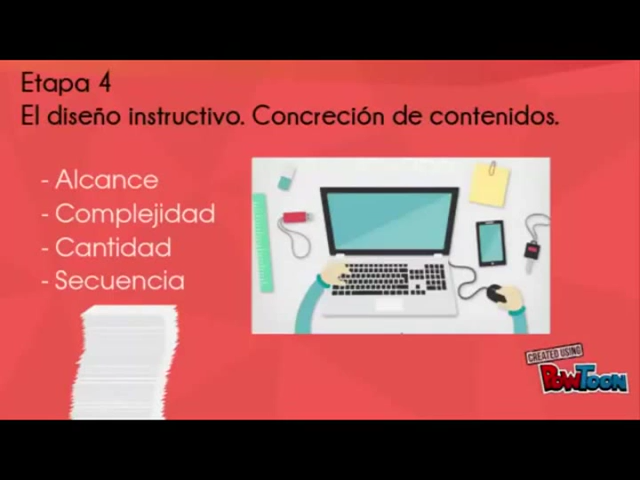 Etapa 4
El diseño instructivo. Concreción de contenidos.
- Alcance
- Complejidad
- Cantidad
- Secuencia
CREATED USING
POWTOON